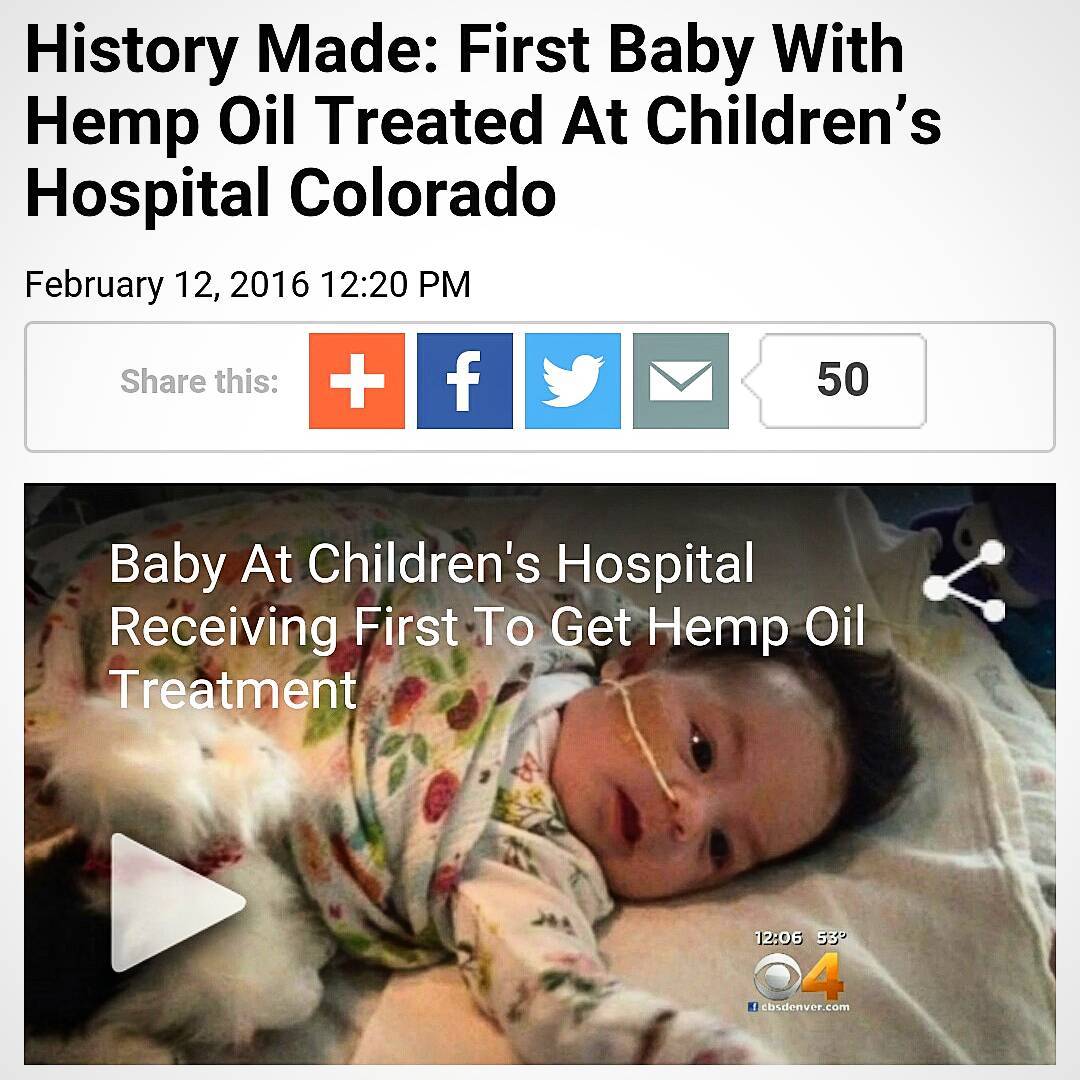 History Made: First Baby With
Hemp Oil Treated At Children’s
Hospital Colorado
February 12, 2016 12:20 PM
Share this:
50
Baby At Children's Hospital
Receiving First To Get Hemp Oil
Treatment
12:06 53°
4
cbsdenver.com